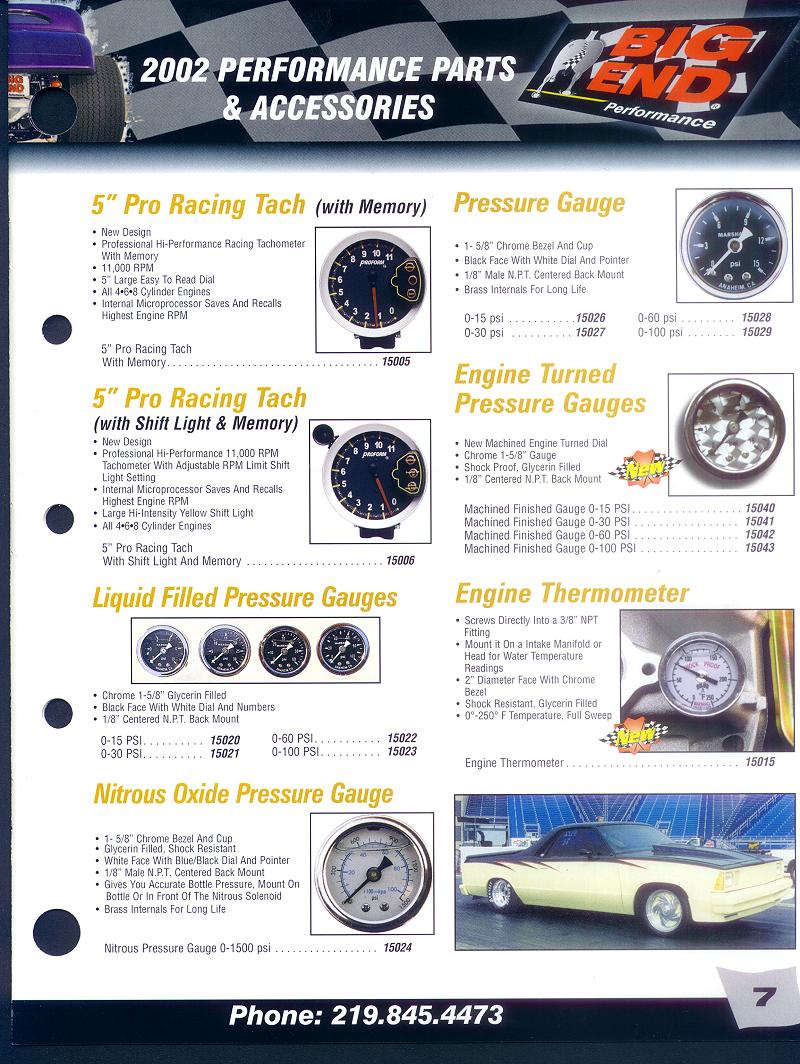 2002 PERFORMANCE PARTS
& ACCESSORIES
BIG
END
Performance
5" Pro Racing Tach (with Memory)
• New Design
• Professional Hi-Performance Racing Tachometer
With Memory
• 11,000 RPM
• 5" Large Easy To Read Dial
• All 4•6•8 Cylinder Engines
• Internal Microprocessor Saves And Recalls
Highest Engine RPM
5" Pro Racing Tach
With Memory. . . . . . . . . . . . . . . . . . . . . . . . . . . . . . . . . . . . . 15005
PROFORM
5" Pro Racing Tach
(with Shift Light & Memory)
• New Design
• Professional Hi-Performance 11,000 RPM
Tachometer With Adjustable RPM Limit Shift
Light Setting
• Internal Microprocessor Saves And Recalls
Highest Engine RPM
• Large Hi-Intensity Yellow Shift Light
• All 4•6•8 Cylinder Engines
5" Pro Racing Tach
With Shift Light And Memory . . . . . . . . . . . . . . . . . . . . . . . . 15006
PROFORM
Liquid Filled Pressure Gauges
• Chrome 1-5/8" Glycerin Filled
• Black Face With White Dial And Numbers
• 1/8" Centered N.P.T. Back Mount
0-15 PSI. . . . . . . . . . 15020
0-30 PSI. . . . . . . . . . 15021
0-60 PSI. . . . . . . . . . 15022
0-100 PSI. . . . . . . . . . 15023
Nitrous Oxide Pressure Gauge
• 1- 5/8" Chrome Bezel And Cup
• Glycerin Filled, Shock Resistant
• White Face With Blue/Black Dial And Pointer
• 1/8" Male N.P.T. Centered Back Mount
• Gives You Accurate Bottle Pressure, Mount On
Bottle Or In Front Of The Nitrous Solenoid
• Brass Internals For Long Life
Nitrous Pressure Gauge 0-1500 psi . . . . . . . . . . . . . . . . . . 15024
psi
Pressure Gauge
• 1- 5/8" Chrome Bezel And Cup
• Black Face With White Dial And Pointer
• 1/8" Male N.P.T. Centered Back Mount
• Brass Internals For Long Life
0-15 psi . . . . . . . . . . . 15026
0-30 psi . . . . . . . . . . . 15027
0-60 psi . . . . . . . . . 15028
0-100 psi . . . . . . . . . 15029
MARSH
psi
ANAHEIM, CA
Engine Turned
Pressure Gauges
• New Machined Engine Turned Dial
• Chrome 1-5/8" Gauge
• Shock Proof, Glycerin Filled
• 1/8" Centered N.P.T. Back Mount
New
Machined Finished Gauge 0-15 PSI. . . . . . . . . . . . . . . . . . . 15040
Machined Finished Gauge 0-30 PSI . . . . . . . . . . . . . . . . . . 15041
Machined Finished Gauge 0-60 PSI . . . . . . . . . . . . . . . . . . 15042
Machined Finished Gauge 0-100 PSI . . . . . . . . . . . . . . . . . 15043
Engine Thermometer
• Screws Directly Into a 3/8" NPT
Fitting
• Mount it On a Intake Manifold or
Head for Water Temperature
Readings
• 2" Diameter Face With Chrome
Bezel
• Shock Resistant, Glycerin Filled
• 0°-250° F Temperature, Full Sweep
New
SHOCK PROOF
Engine Thermometer . . . . . . . . . . . . . . . . . . . . . . . . . . . . . . 15015
7
Phone: 219.845.4473